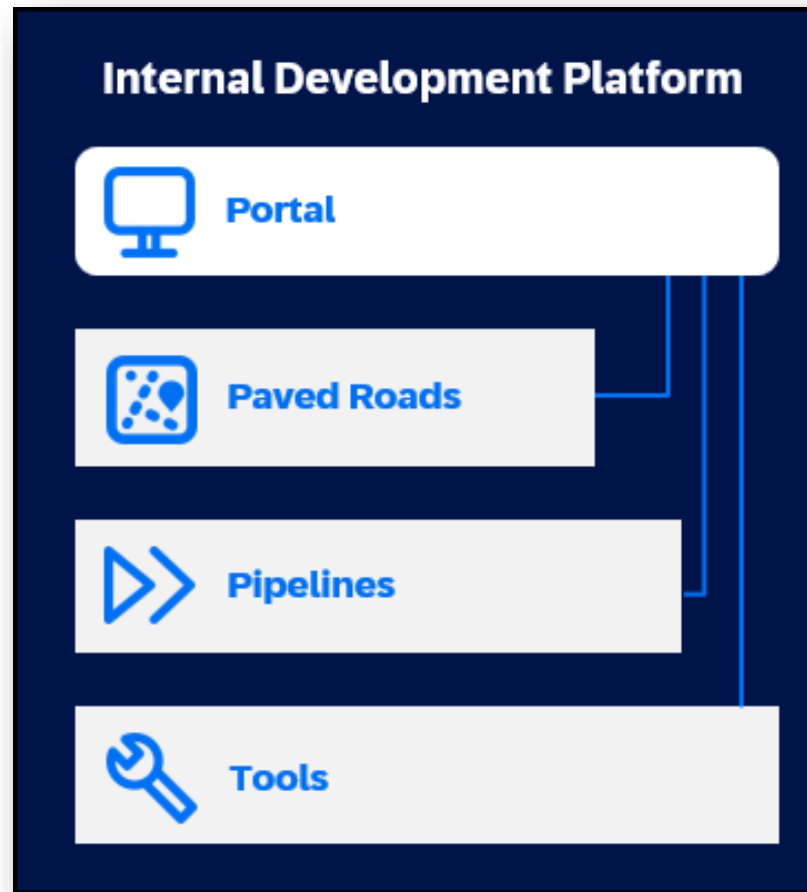 Internal Development Platform
Portal
Paved Roads
Pipelines
Tools